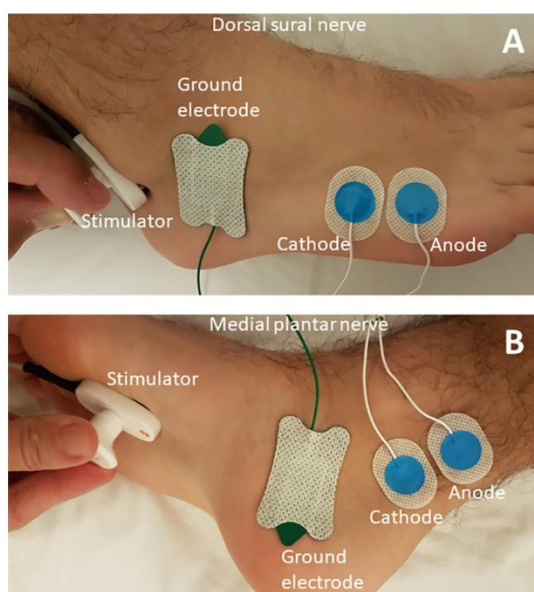 Dorsal sural nerve
A
Ground
electrode
Stimulator
Cathode
Anode
Medial plantar nerve
B
Stimulator
Anode
Cathode
Ground
electrode